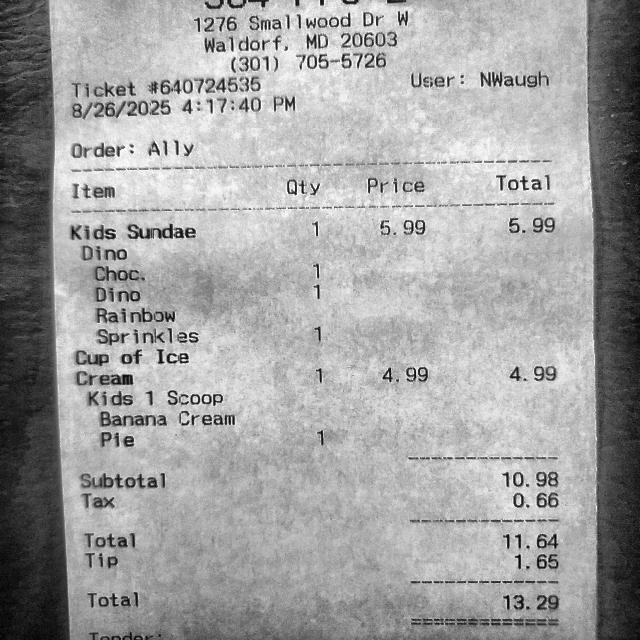 1276 Smallwood Dr W
Waldorf, MD 20603
(301) 705-5726
Ticket #640724535 User: NWaugh
8/26/2025 4:17:40 PM
Order: Ally
Item Qty Price Total
Kids Sundae 1 5.99 5.99
Dino
Choc. 1
Dino 1
Rainbow
Sprinkles 1
Cup of Ice
Cream 1 4.99 4.99
Kids 1 Scoop
Banana Cream
Pie 1
Subtotal 10.98
Tax 0.66
Total 11.64
Tip 1.65
Total 13.29
Tender: